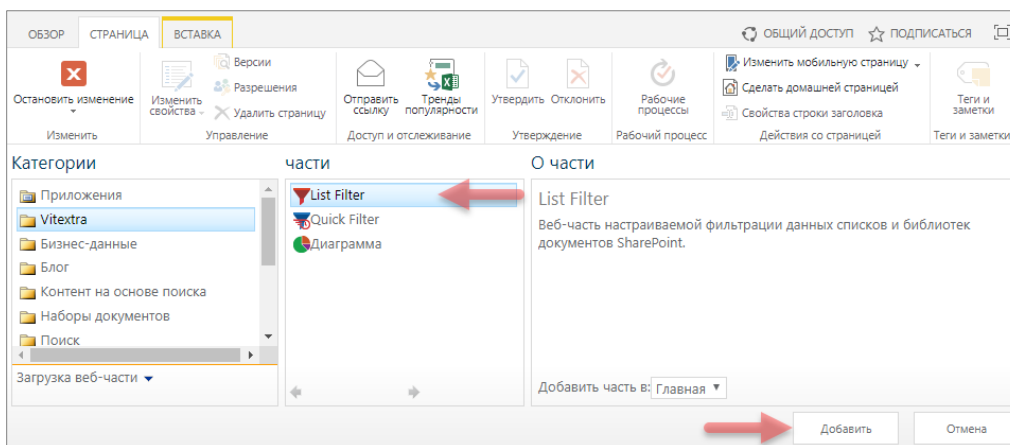 ОБЗОР СТРАНИЦА ВСТАВКА ОБЩИЙ ДОСТУП ПОДПИСАТЬСЯ
Остановить изменение
Изменить
Изменить свойства
Версии
Разрешения
Удалить страницу
Управление
Отправить ссылку
Тренды популярности
Доступ и отслеживание
Утвердить Отклонить
Утверждение
Рабочие процессы
Рабочий процесс
Изменить мобильную страницу
Сделать домашней страницей
Свойства строки заголовка
Действия со страницей
Теги и заметки
Теги и заметки
Категории
Приложения
Vitextra
Бизнес-данные
Блог
Контент на основе поиска
Наборы документов
Поиск
Загрузка веб-части
части
List Filter
Quick Filter
Диаграмма
О части
List Filter
Веб-часть настраиваемой фильтрации данных списков и библиотек
документов SharePoint.
Добавить часть в: Главная
Добавить Отмена